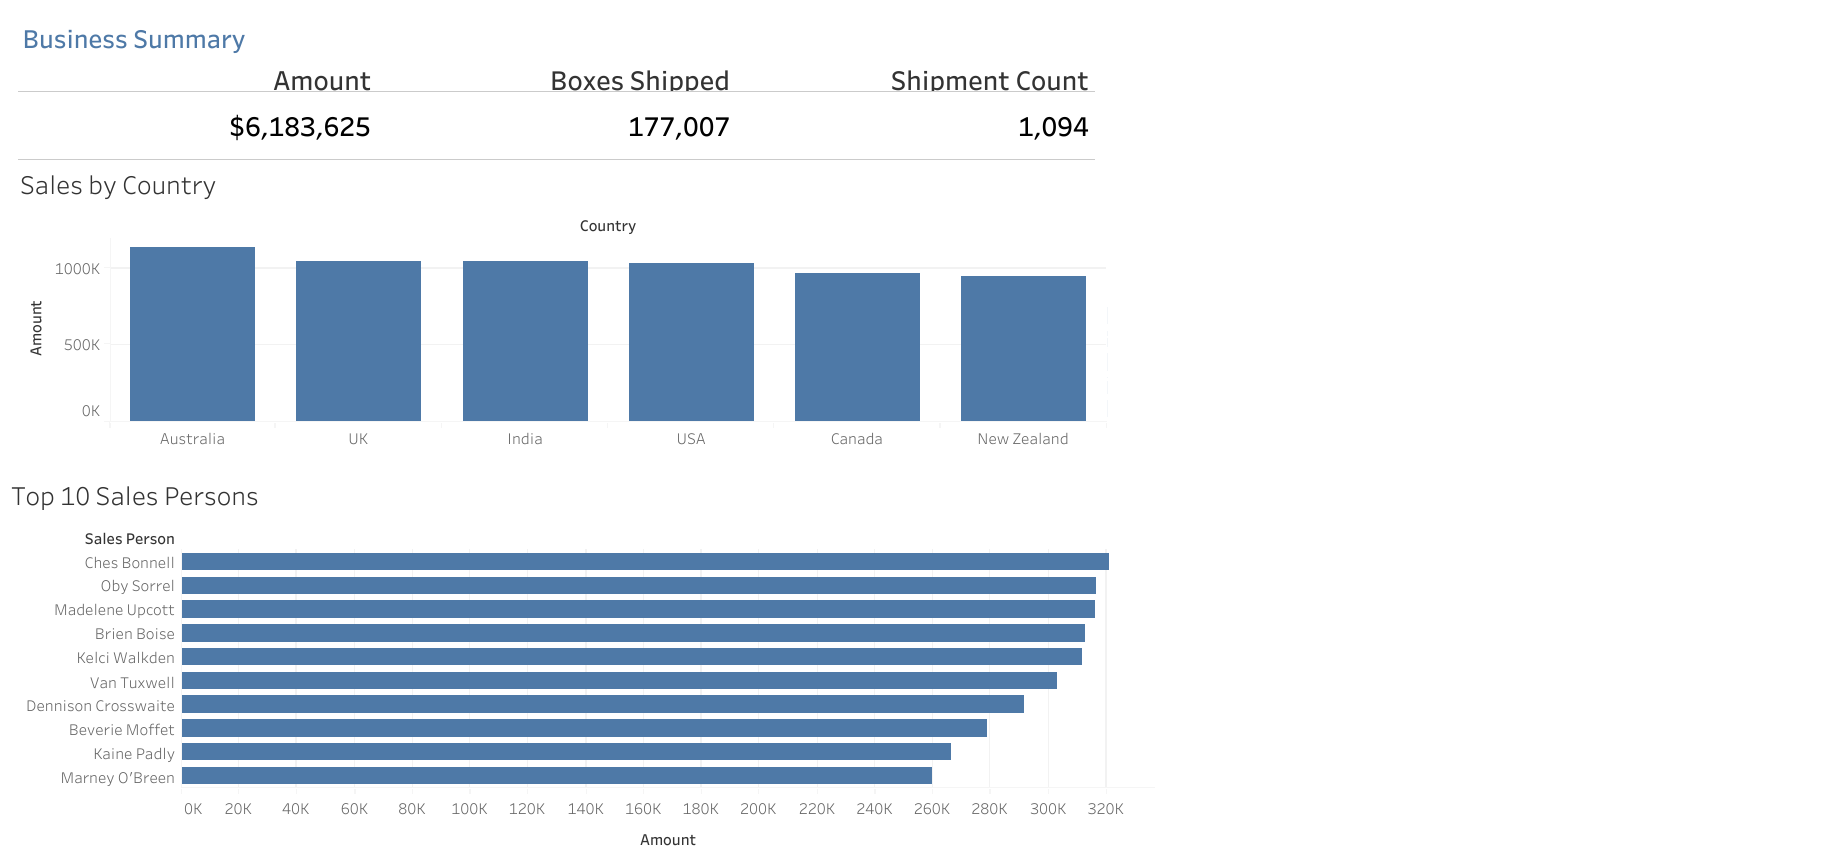 Business Summary
Amount Boxes Shipped Shipment Count
$6,183,625 177,007 1,094
Sales by Country
Country
1000K
Amount
500K
0K
Australia UK India USA Canada New Zealand
Top 10 Sales Persons
Sales Person
Ches Bonnell
Oby Sorrel
Madelene Upcott
Brien Boise
Kelci Walkden
Van Tuxwell
Dennison Crosswaite
Beverie Moffet
Kaine Padly
Marney O’Breen
0K 20K 40K 60K 80K 100K 120K 140K 160K 180K 200K 220K 240K 260K 280K 300K 320K
Amount